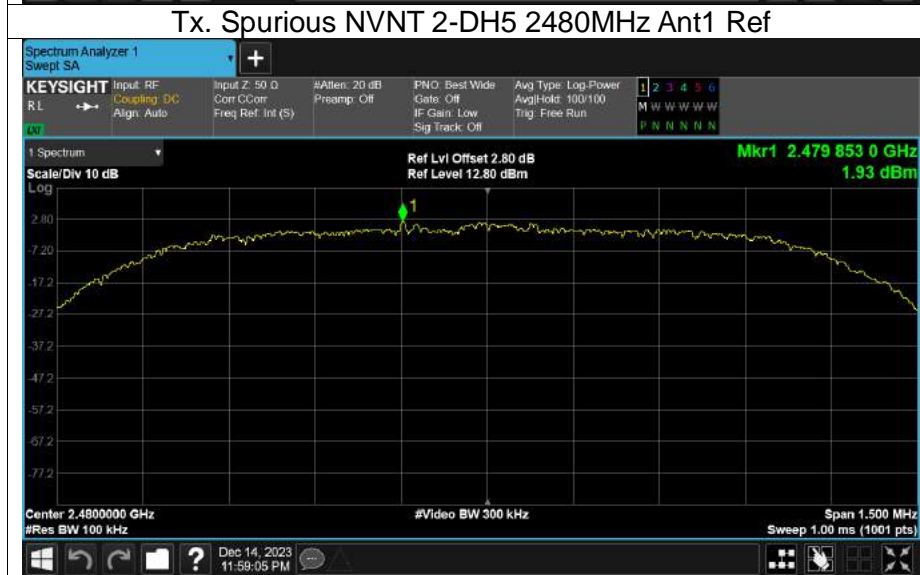 Tx. Spurious NVNT 2-DH5 2480MHz Ant1 Ref
Spectrum Analyzer 1
Swept SA
+
KEYSIGHT
RL
LXI
Input: RF
Coupling: DC
Align: Auto
Input Z: 50 Ω
Corr CCorr
Freq Ref: Int (S)
#Atten: 20 dB
Preamp: Off
PNO: Best Wide
Gate: Off
IF Gain: Low
Sig Track: Off
Avg Type: Log-Power
Avg|Hold: 100/100
Trig: Free Run
1 2 3 4 5 6
M W W W W W
P N N N N N
1 Spectrum
Scale/Div 10 dB
Ref Lvl Offset 2.80 dB
Ref Level 12.80 dBm
Mkr1 2.479 853 0 GHz
1.93 dBm
Log
1
2.80
-7.20
-17.2
-27.2
-37.2
-47.2
-57.2
-67.2
-77.2
Center 2.4800000 GHz
#Res BW 100 kHz
#Video BW 300 kHz
Span 1.500 MHz
Sweep 1.00 ms (1001 pts)
?
Dec 14, 2023
11:59:05 PM